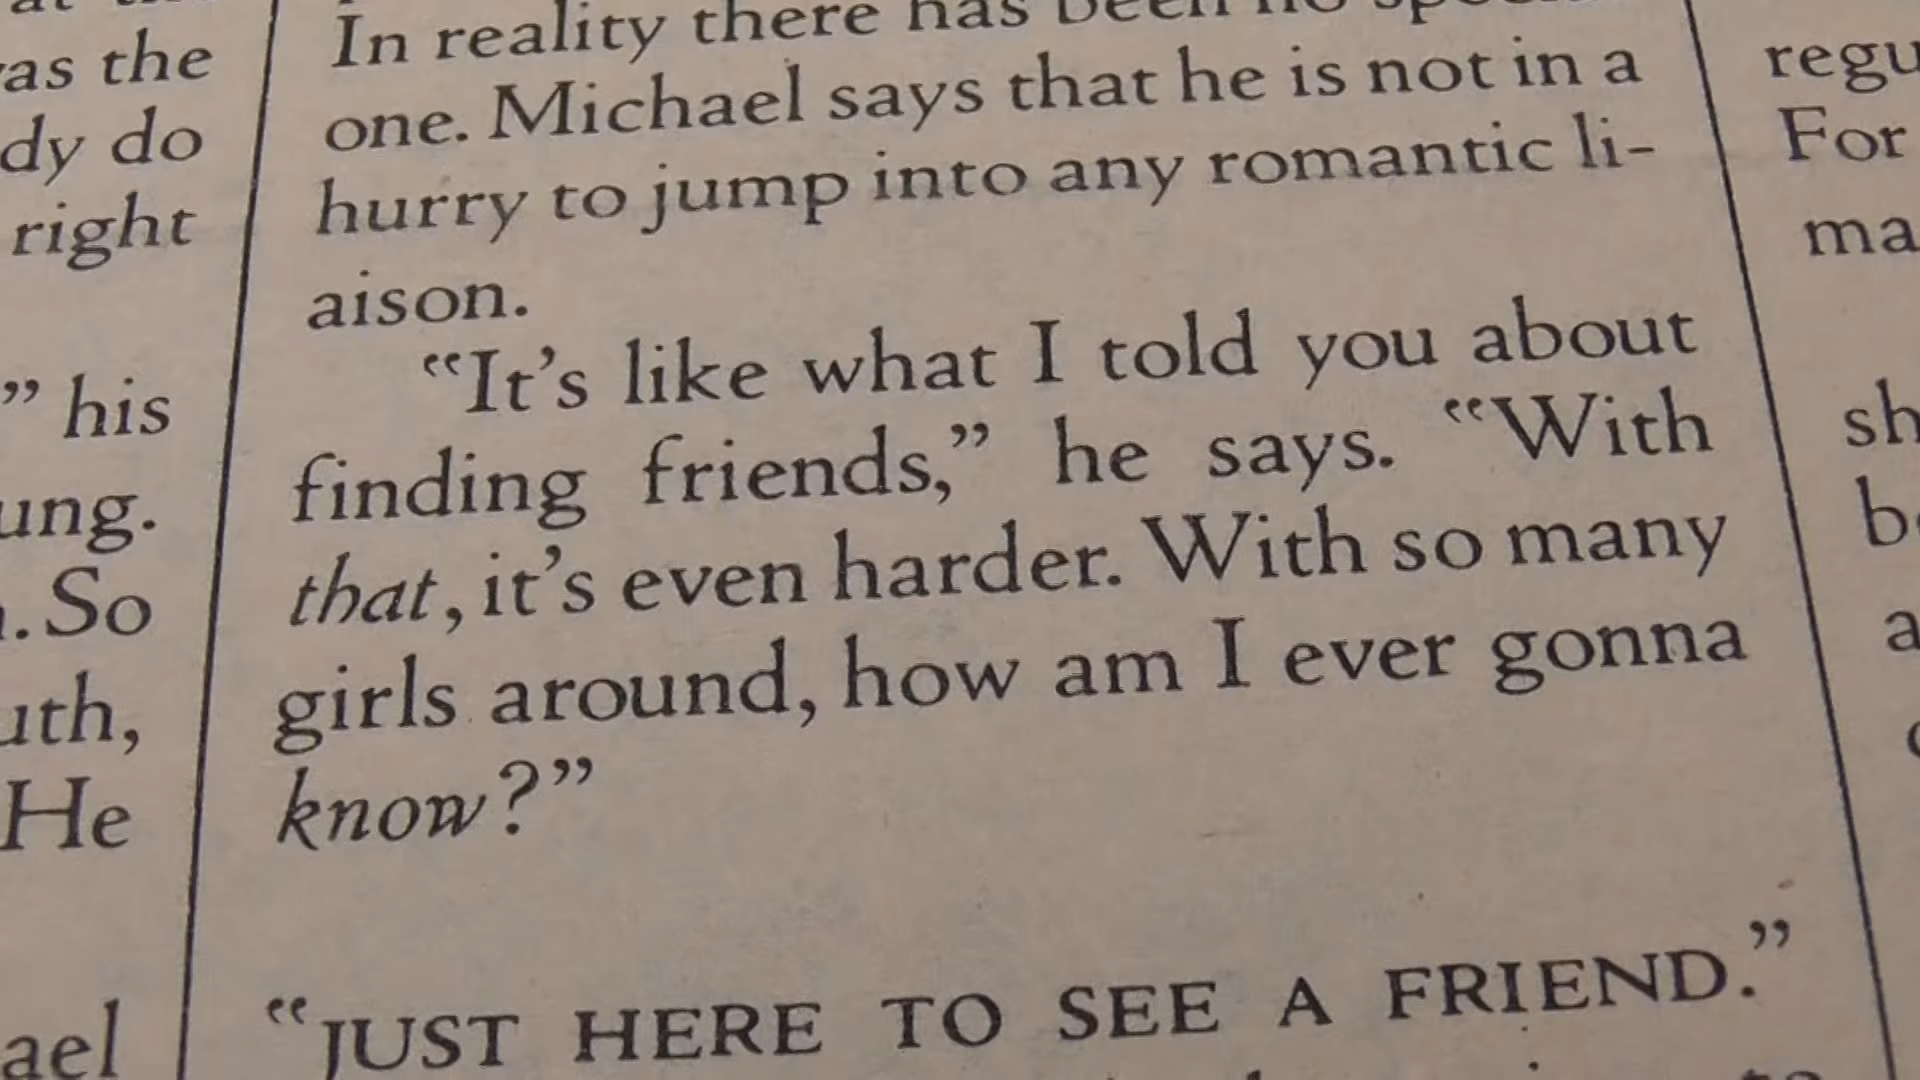 as the
dy do
right
” his
ung.
. So
uth,
He
ael
In reality there has been no
one. Michael says that he is not in a
hurry to jump into any romantic li-
aison.
“It’s like what I told you about
finding friends,” he says. “With
that, it’s even harder. With so many
girls around, how am I ever gonna
know?”
“JUST HERE TO SEE A FRIEND.”
regu
For
ma
sh